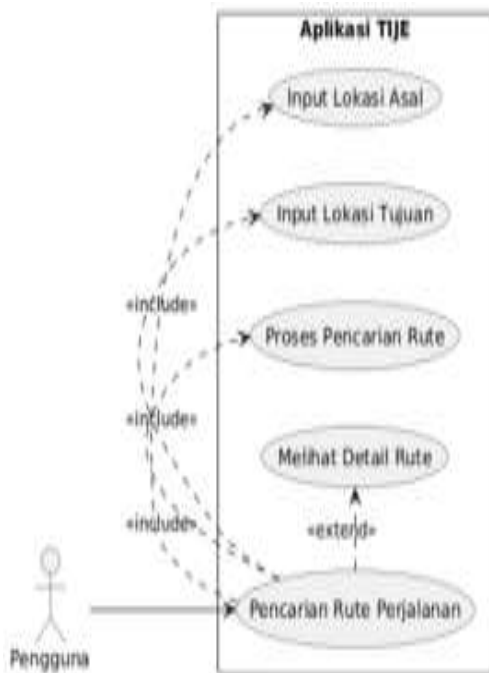 Aplikasi TIJE
Input Lokasi Asal
Input Lokasi Tujuan
«include»
Proses Pencarian Rute
«include»
Melihat Detail Rute
«include»
«extend»
Pencarian Rute Perjalanan
Pengguna